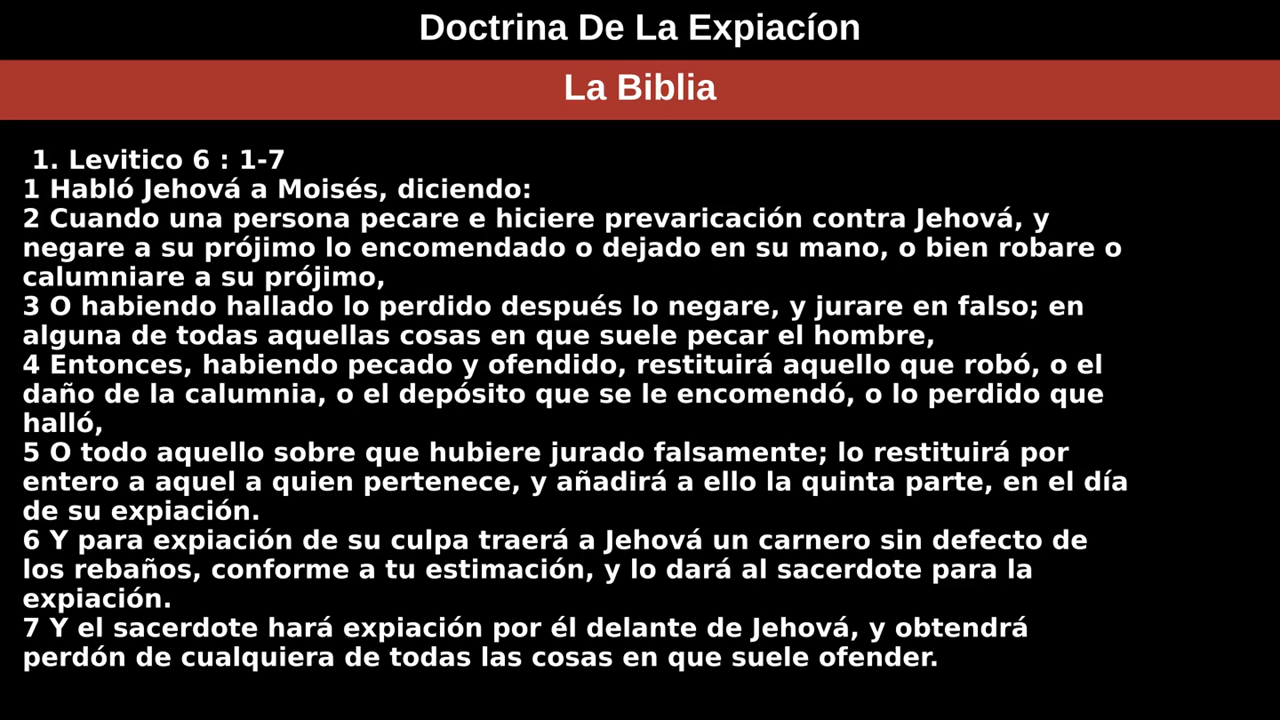 Doctrina De La Expiacíon
La Biblia
1. Levitico 6 : 1-7
1 Habló Jehová a Moisés, diciendo:
2 Cuando una persona pecare e hiciere prevaricación contra Jehová, y
negare a su prójimo lo encomendado o dejado en su mano, o bien robare o
calumniare a su prójimo,
3 O habiendo hallado lo perdido después lo negare, y jurare en falso; en
alguna de todas aquellas cosas en que suele pecar el hombre,
4 Entonces, habiendo pecado y ofendido, restituirá aquello que robó, o el
daño de la calumnia, o el depósito que se le encomendó, o lo perdido que
halló,
5 O todo aquello sobre que hubiere jurado falsamente; lo restituirá por
entero a aquel a quien pertenece, y añadirá a ello la quinta parte, en el día
de su expiación.
6 Y para expiación de su culpa traerá a Jehová un carnero sin defecto de
los rebaños, conforme a tu estimación, y lo dará al sacerdote para la
expiación.
7 Y el sacerdote hará expiación por él delante de Jehová, y obtendrá
perdón de cualquiera de todas las cosas en que suele ofender.